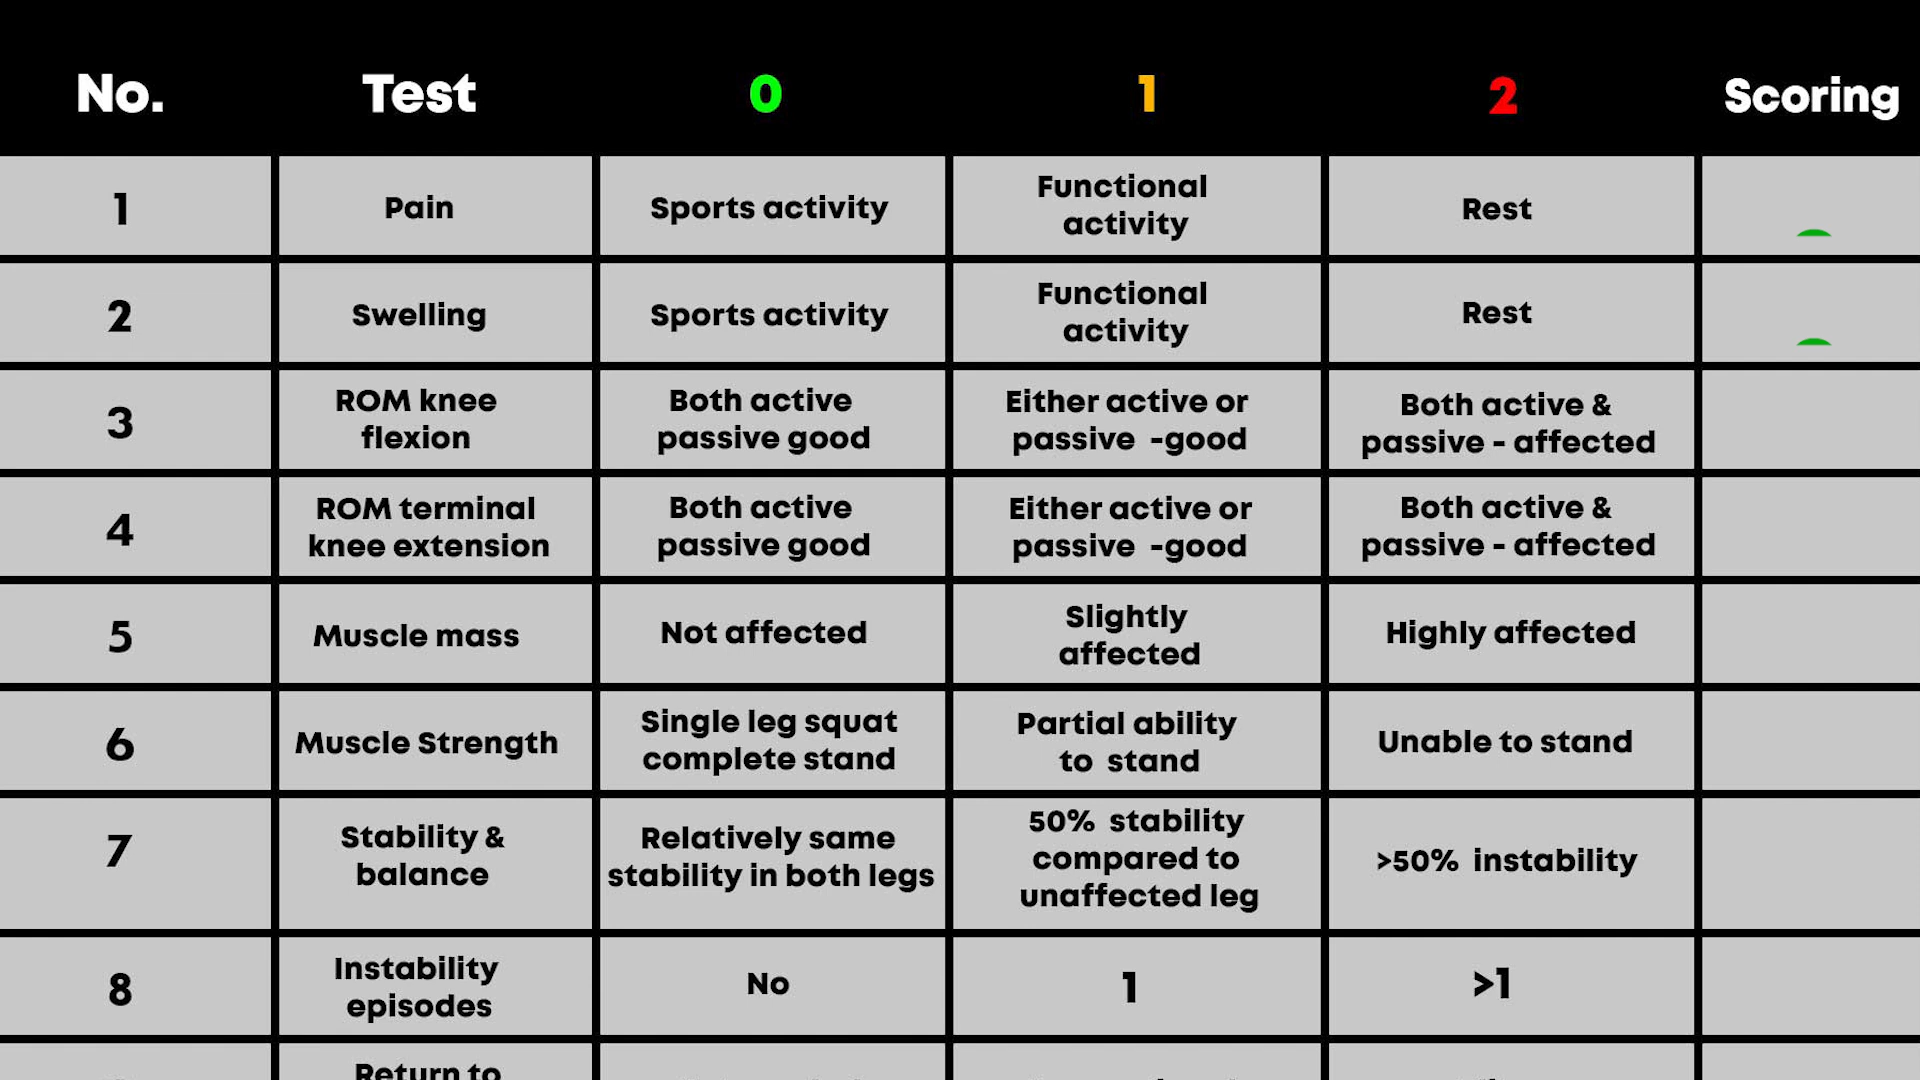 No. Test 0 1 2 Scoring
1 Pain Sports activity Functional activity Rest
2 Swelling Sports activity Functional activity Rest
3 ROM knee flexion Both active passive good Either active or passive -good Both active & passive - affected
4 ROM terminal knee extension Both active passive good Either active or passive -good Both active & passive - affected
5 Muscle mass Not affected Slightly affected Highly affected
6 Muscle Strength Single leg squat complete stand Partial ability to stand Unable to stand
7 Stability & balance Relatively same stability in both legs 50% stability compared to unaffected leg >50% instability
8 Instability episodes No 1 >1
Return to